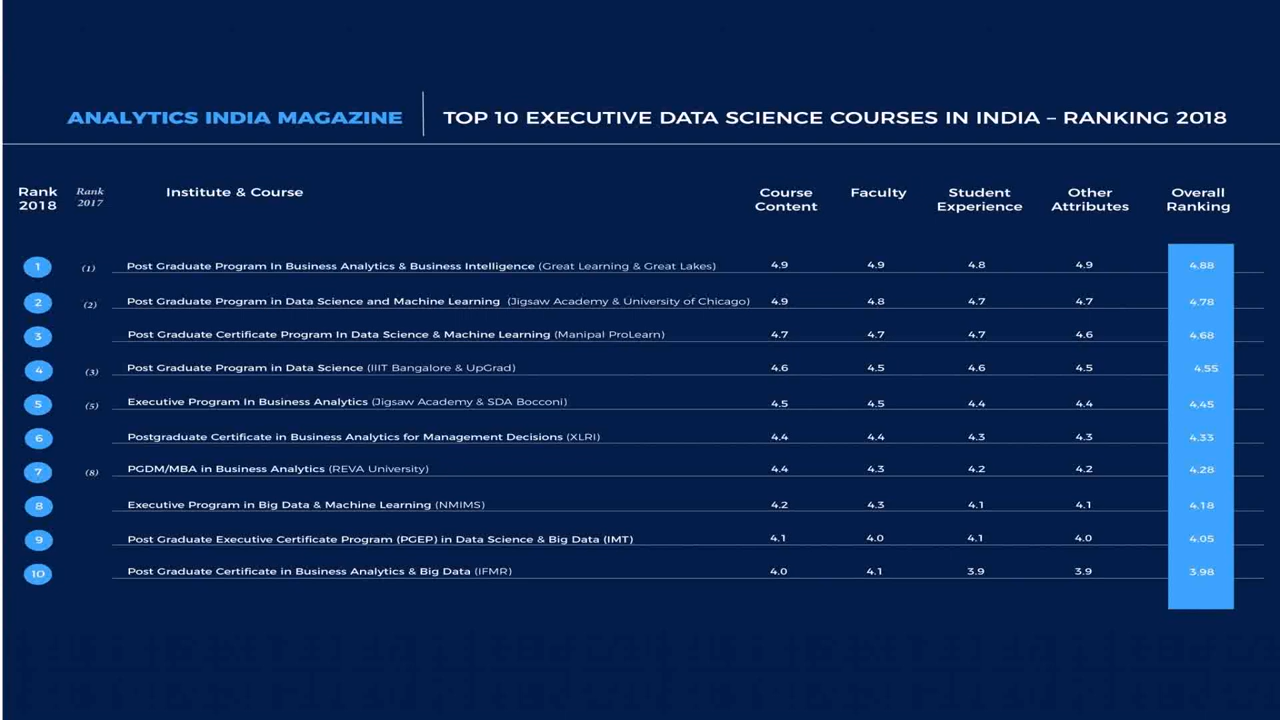 ANALYTICS INDIA MAGAZINE TOP 10 EXECUTIVE DATA SCIENCE COURSES IN INDIA – RANKING 2018
Rank 2018 Rank 2017 Institute & Course Course Content Faculty Student Experience Other Attributes Overall Ranking
1 (1) Post Graduate Program In Business Analytics & Business Intelligence (Great Learning & Great Lakes) 4.9 4.9 4.8 4.9 4.88
2 (2) Post Graduate Program in Data Science and Machine Learning (Jigsaw Academy & University of Chicago) 4.9 4.8 4.7 4.7 4.78
3 Post Graduate Certificate Program In Data Science & Machine Learning (Manipal ProLearn) 4.7 4.7 4.7 4.6 4.68
4 (3) Post Graduate Program in Data Science (IIIT Bangalore & UpGrad) 4.6 4.5 4.6 4.5 4.55
5 (5) Executive Program In Business Analytics (Jigsaw Academy & SDA Bocconi) 4.5 4.5 4.4 4.4 4.45
6 Postgraduate Certificate in Business Analytics for Management Decisions (XLRI) 4.4 4.4 4.3 4.3 4.33
7 (8) PGDM/MBA in Business Analytics (REVA University) 4.4 4.3 4.2 4.2 4.28
8 Executive Program in Big Data & Machine Learning (NMIMS) 4.2 4.3 4.1 4.1 4.18
9 Post Graduate Executive Certificate Program (PGEP) in Data Science & Big Data (IMT) 4.1 4.0 4.1 4.0 4.05
10 Post Graduate Certificate in Business Analytics & Big Data (IFMR) 4.0 4.1 3.9 3.9 3.98